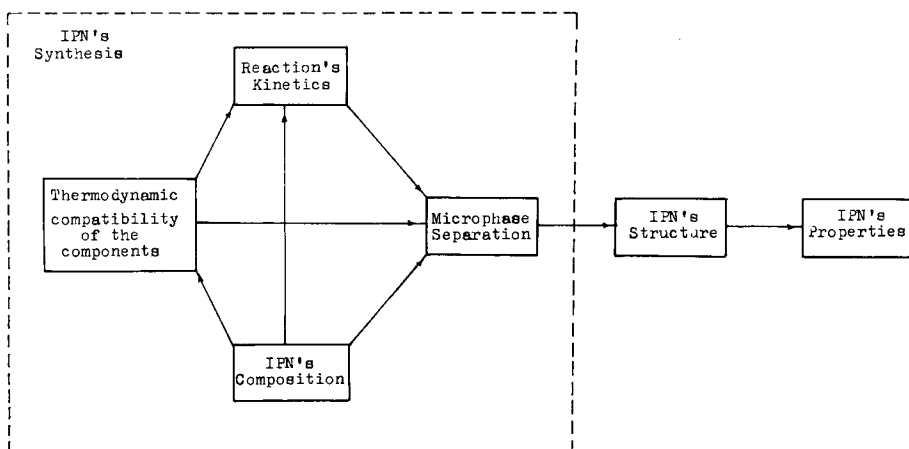 IPN's
Synthesis
Reaction's
Kinetics
Thermodynamic
compatibility
of the
components
Microphase
Separation
IPN's
Structure
IPN's
Properties
IPN's
Composition